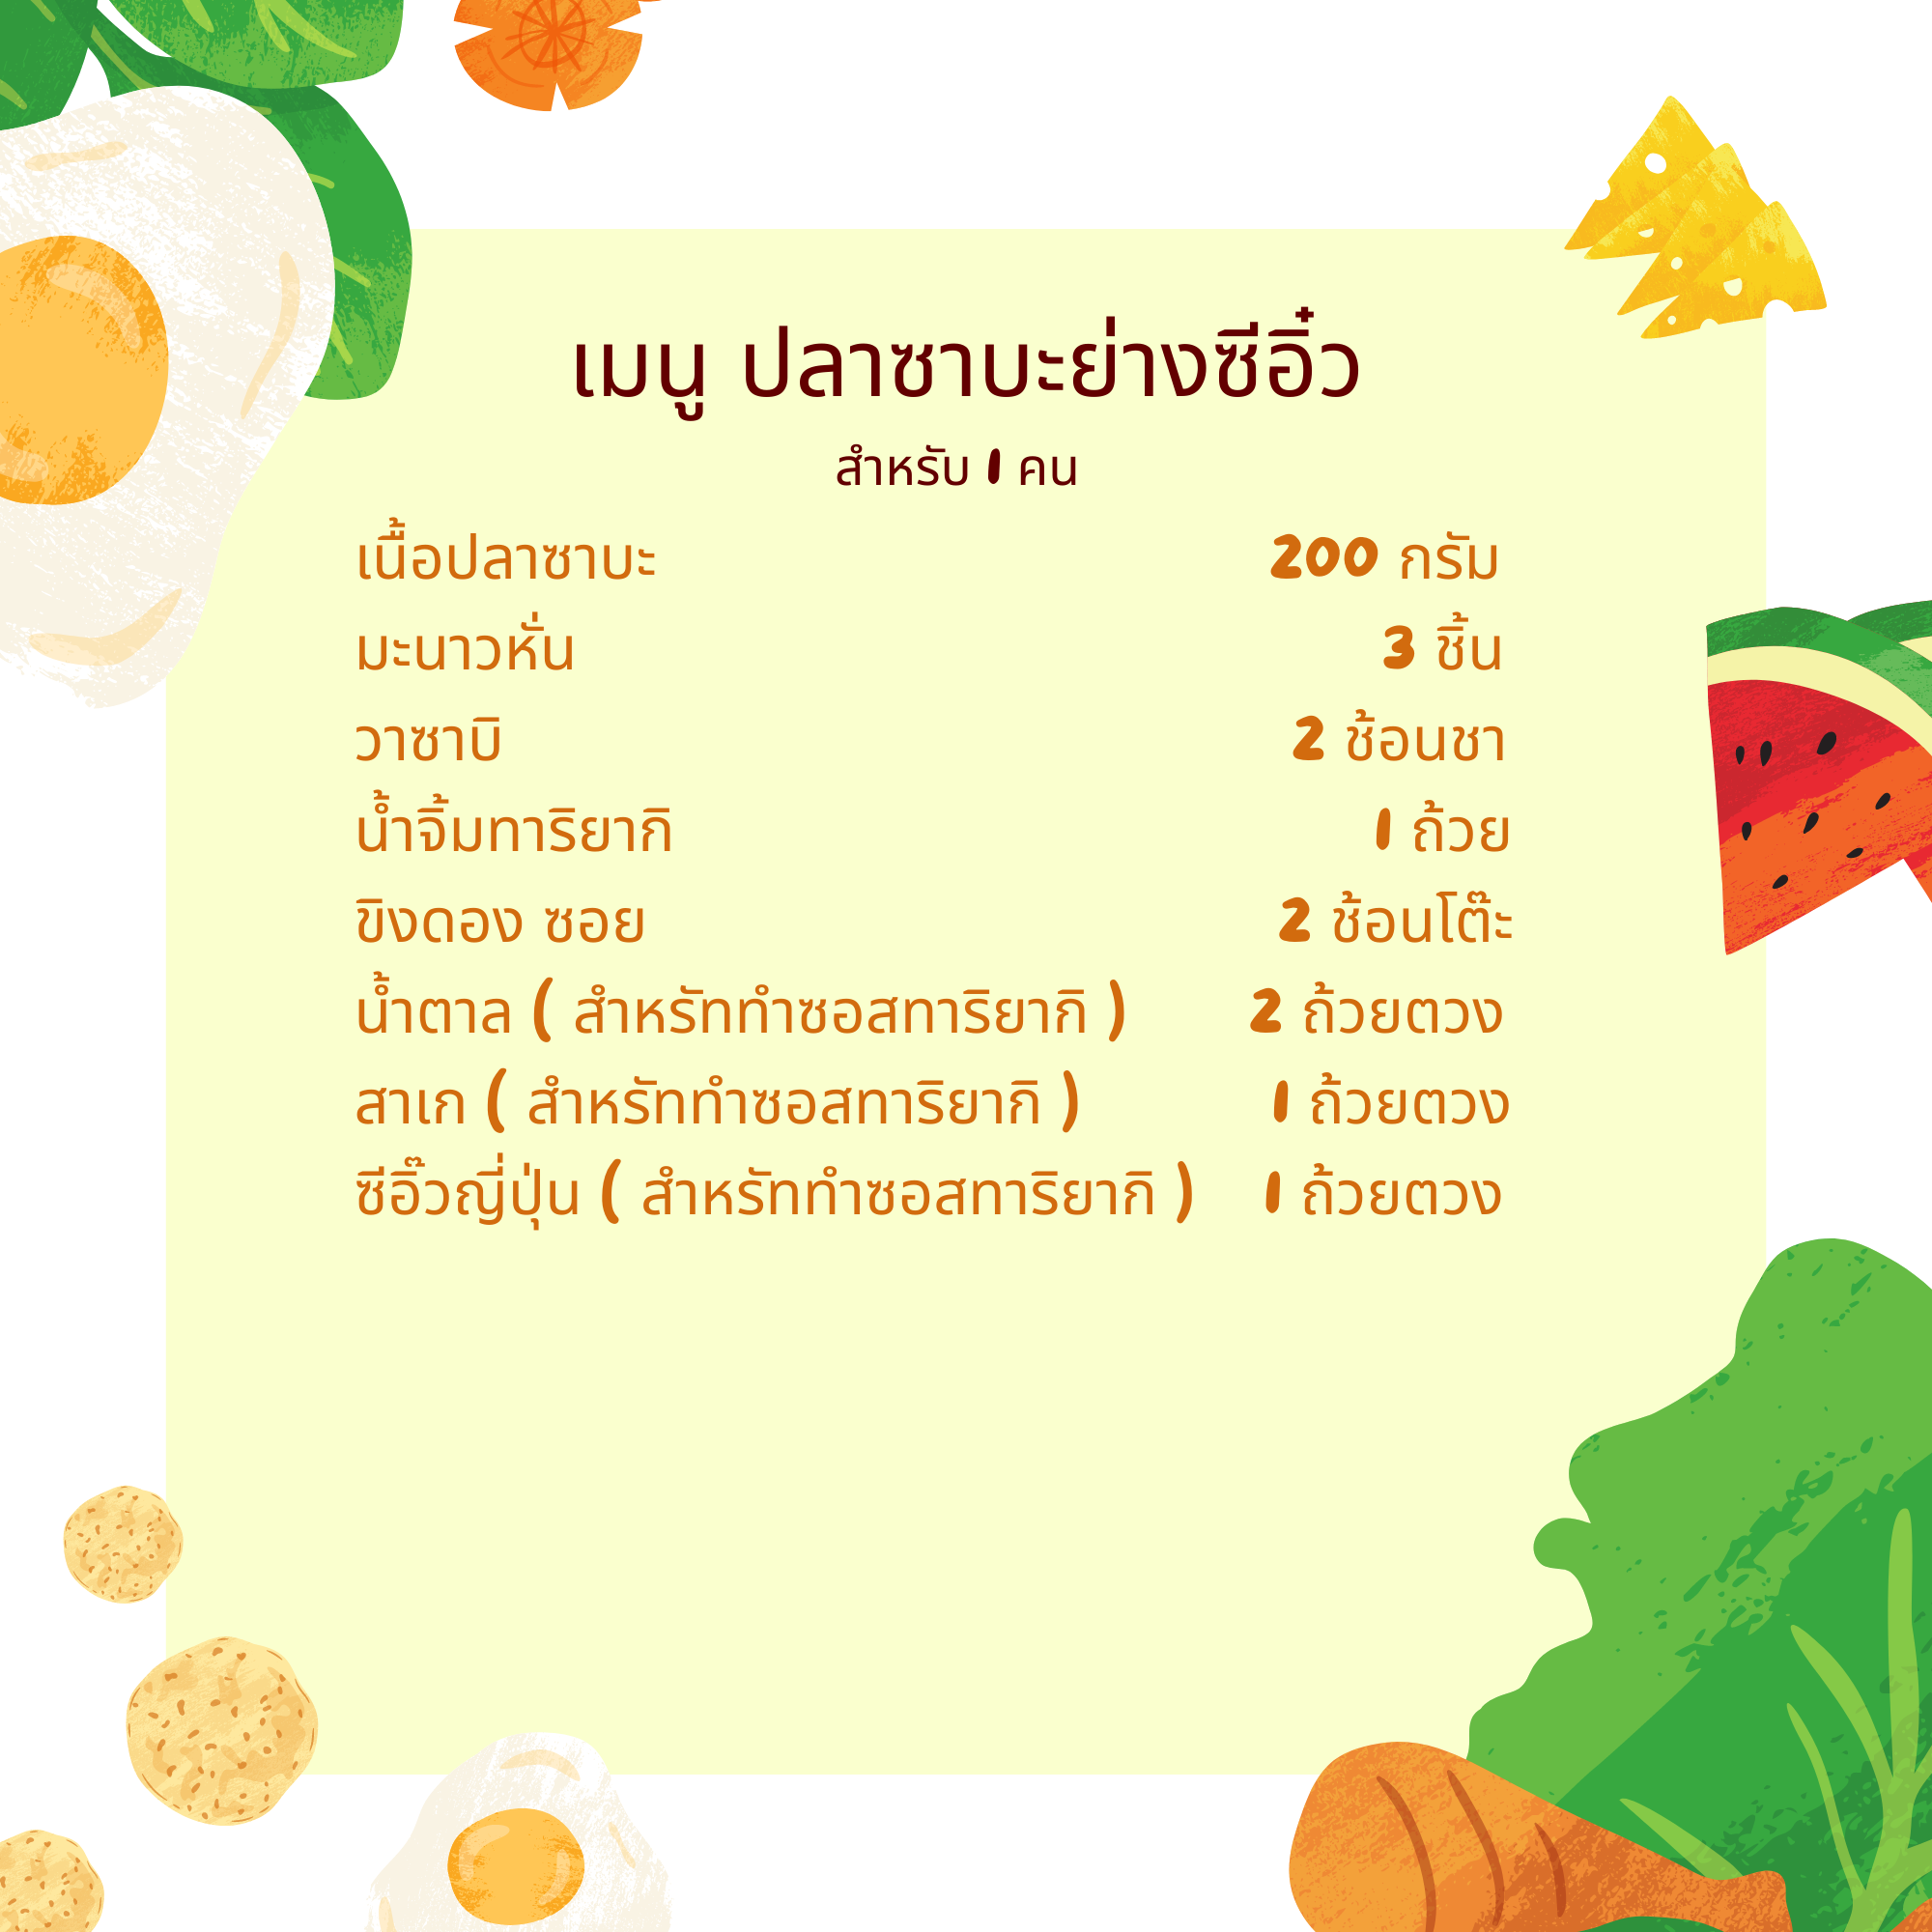 เมนู ปลาซาบะย่างซีอิ๋ว
สำหรับ 1 คน
เนื้อปลาซาบะ 200 กรัม
มะนาวหั่น 3 ชิ้น
วาซาบิ 2 ช้อนชา
น้ำจิ้มทาริยากิ 1 ถ้วย
ขิงดอง ซอย 2 ช้อนโต๊ะ
น้ำตาล ( สำหรัททำซอสทาริยากิ ) 2 ถ้วยตวง
สาเก ( สำหรัททำซอสทาริยากิ ) 1 ถ้วยตวง
ซีอิ๊วญี่ปุ่น ( สำหรัททำซอสทาริยากิ ) 1 ถ้วยตวง